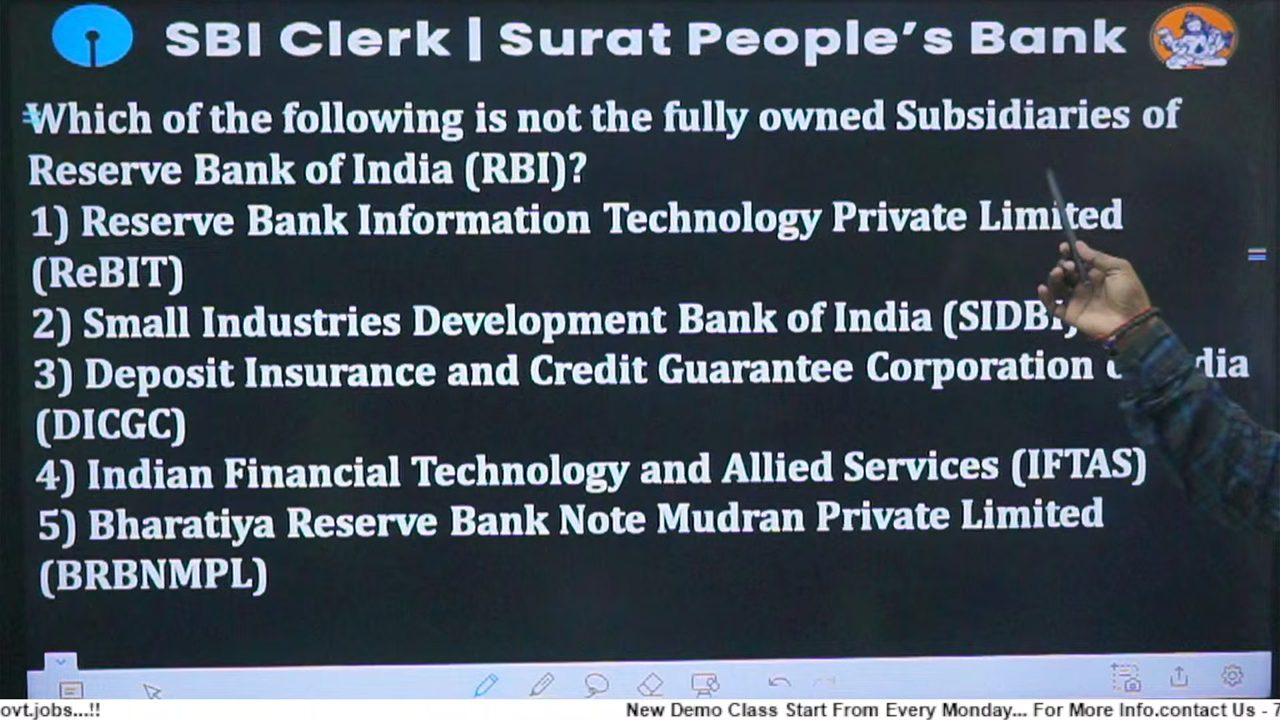 SBI Clerk | Surat People's Bank
Which of the following is not the fully owned Subsidiaries of
Reserve Bank of India (RBI)?
1) Reserve Bank Information Technology Private Limited
(ReBIT)
2) Small Industries Development Bank of India (SIDBI)
3) Deposit Insurance and Credit Guarantee Corporation
(DICGC)
4) Indian Financial Technology and Allied Services (IFTAS)
5) Bharatiya Reserve Bank Note Mudran Private Limited
(BRBNMPL)
ovt.jobs...!! New Demo Class Start From Every Monday... For More Info.contact Us - 7